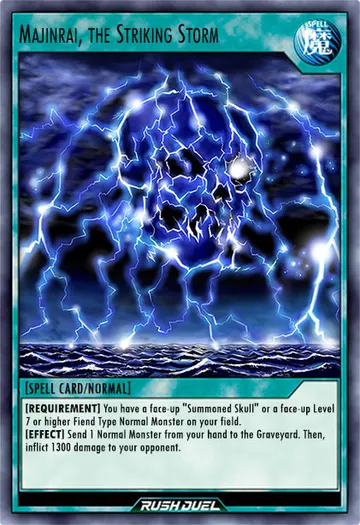 Majinrai, the Striking Storm
SPELL
魔
[SPELL CARD/NORMAL]
[REQUIREMENT] You have a face-up "Summoned Skull" or a face-up Level
7 or higher Fiend Type Normal Monster on your field.
[EFFECT] Send 1 Normal Monster from your hand to the Graveyard. Then,
inflict 1300 damage to your opponent.
RUSH DUEL